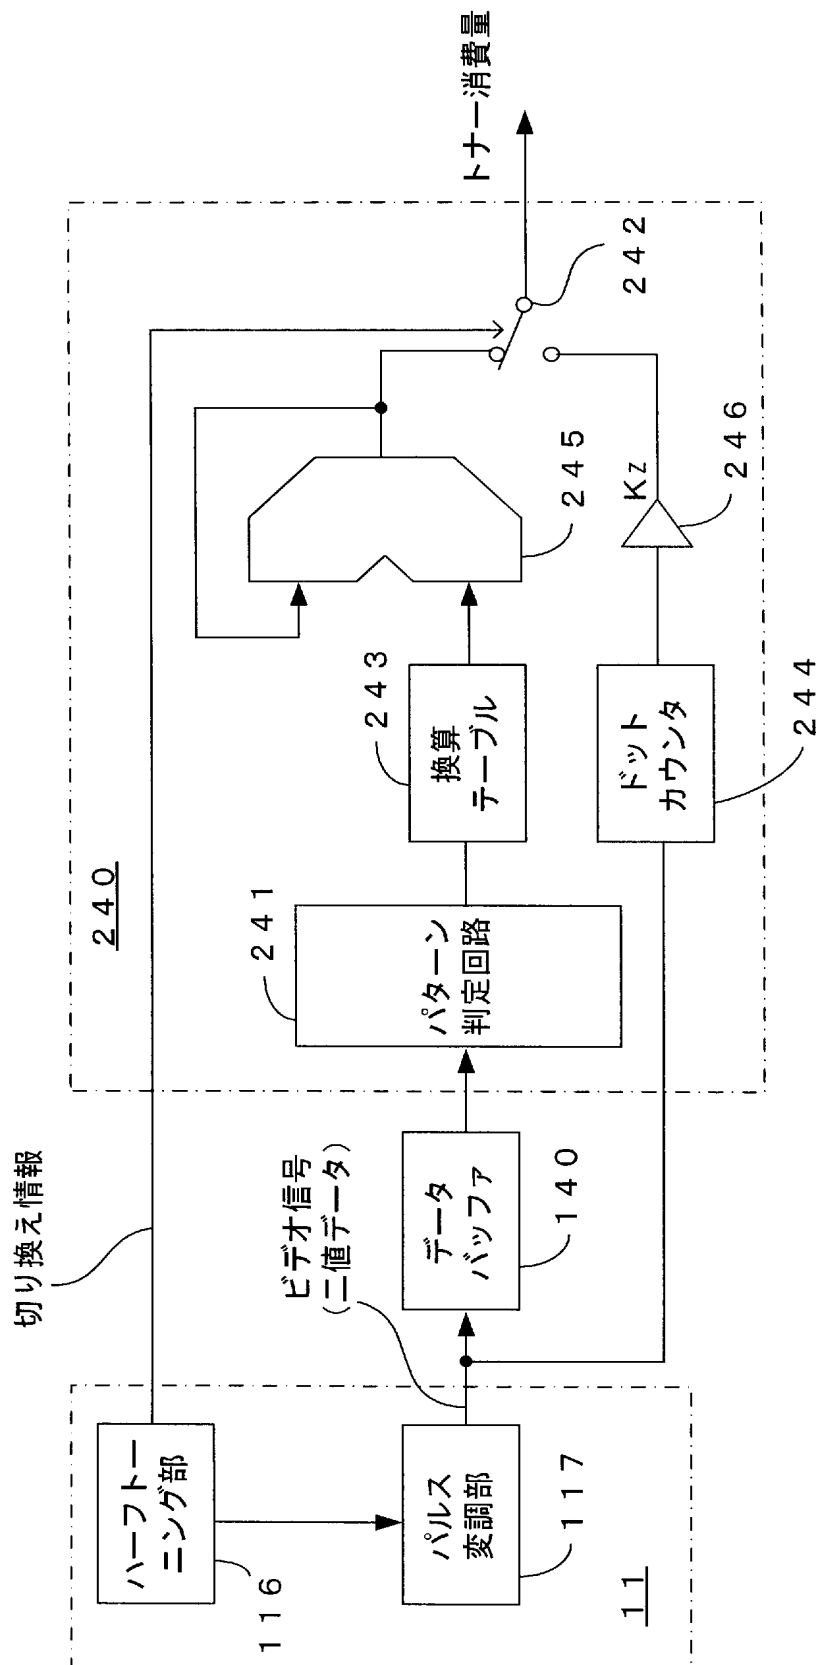 切り換え情報
トナー消費量
240
ハーフトー
ニング部
116
242
241
パターン
判定回路
243
換算
テーブル
245
ビデオ信号
(二値データ)
データ
バッファ
140
パルス
変調部
117
11
Kz
246
ドット
カウンタ
244